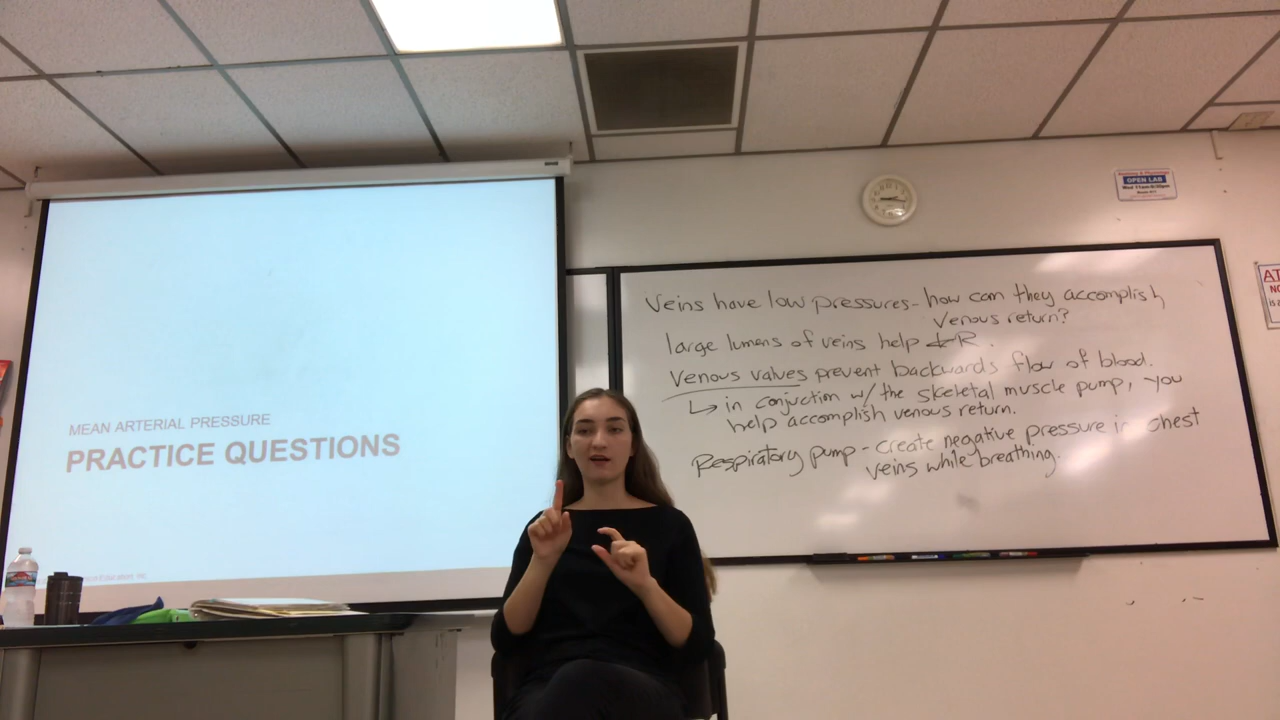 MEAN ARTERIAL PRESSURE
PRACTICE QUESTIONS
Veins have low pressures - how can they accomplish
Venous return?
large lumens of veins help ↓R.
Venous valves prevent backwards flow of blood.
↳ in conjuction w/ the skeletal muscle pump, you
help accomplish venous return.
Respiratory pump - create negative pressure in chest
veins while breathing.
OPEN LAB